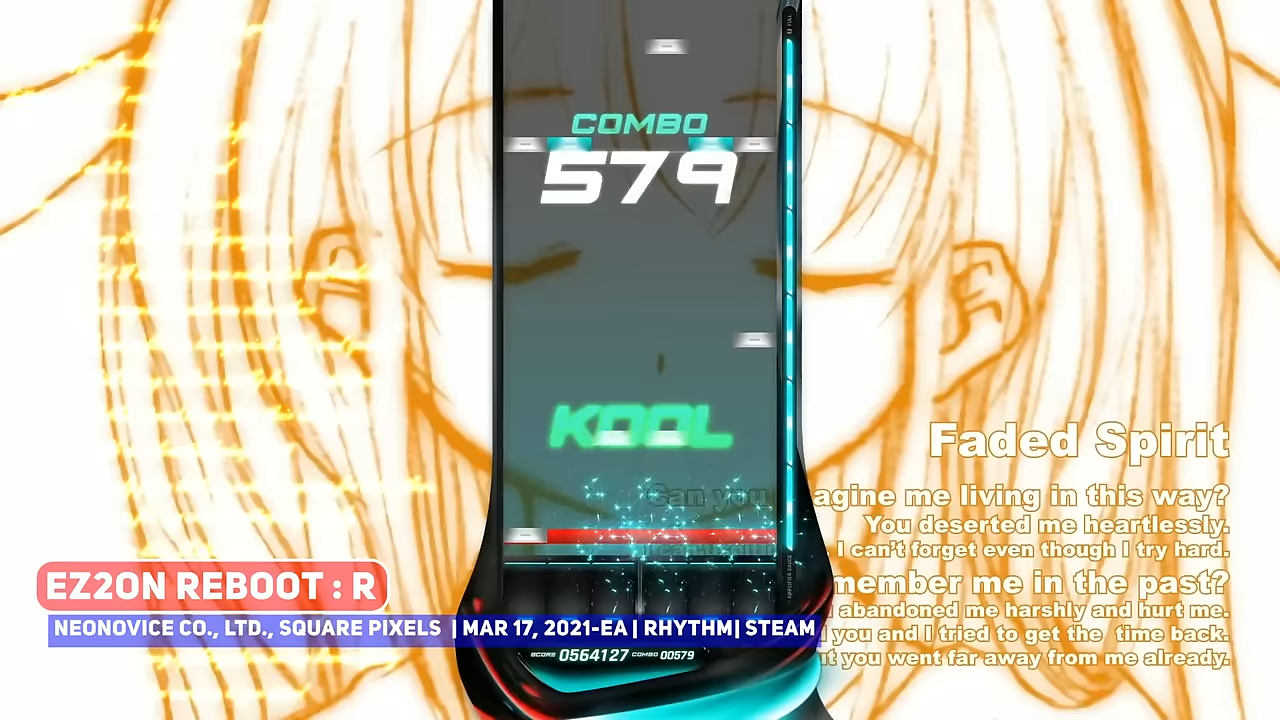 COMBO
579
KOOL
Faded Spirit
Can you
agine me living in this way?
You deserted me heartlessly.
I can't forget even though I try hard.
member me in the past?
abandoned me harshly and hurt me.
you and I tried to get the time back.
t you went far away from me already.
EZ2ON REBOOT : R
NEONOVICE CO., LTD., SQUARE PIXELS | MAR 17, 2021-EA | RHYTHM| STEAM
SCORE 0564127 COMBO 00579